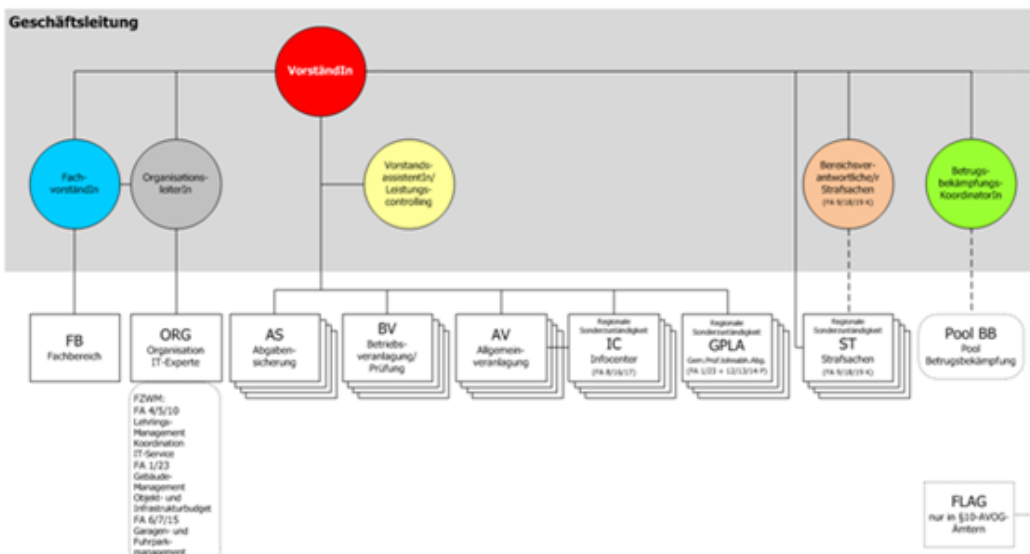 Geschäftsleitung
VorständIn
Fach-
vorständIn
Organisations-
leiterIn
Vorstands-
assistentIn/
Leistungs-
controlling
Bereichsver-
antwortliche/r
Strafsachen
(FA 9/18/19 K)
Betrugs-
bekämpfungs-
KoordinatorIn
FB
Fachbereich
ORG
Organisation
IT-Experte
AS
Abgaben-
sicherung
BV
Betriebs-
veranlagung/
Prüfung
AV
Allgemein-
veranlagung
Regionale
Sonderzuständigkeit
IC
Infocenter
(FA 8/16/17)
Regionale
Sonderzuständigkeit
GPLA
(FA 1/23 + 12/13/14 P)
Regionale
Sonderzuständigkeit
ST
Strafsachen
(FA 9/18/19 K)
Pool BB
Pool
Betrugsbekämpfung
FZWM:
FA 4/5/10
Lehrlings-
Management
Koordination
IT-Service
FA 1/23
Gebäude-
Management
Objekt- und
Infrastrukturbudget
FA 6/7/15
Garagen- und
Fuhrpark-
management
FLAG
nur in §10-AVOG-
Ämtern